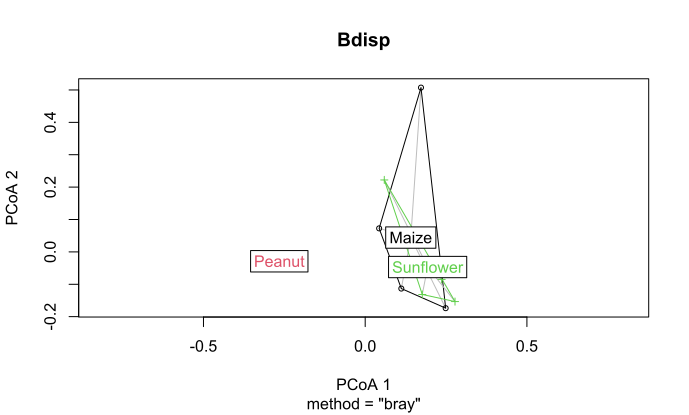 Bdisp
PCoA 2
0.4
0.2
0.0
-0.2
Maize
Peanut
Sunflower
-0.5
0.0
0.5
PCoA 1
method = "bray"